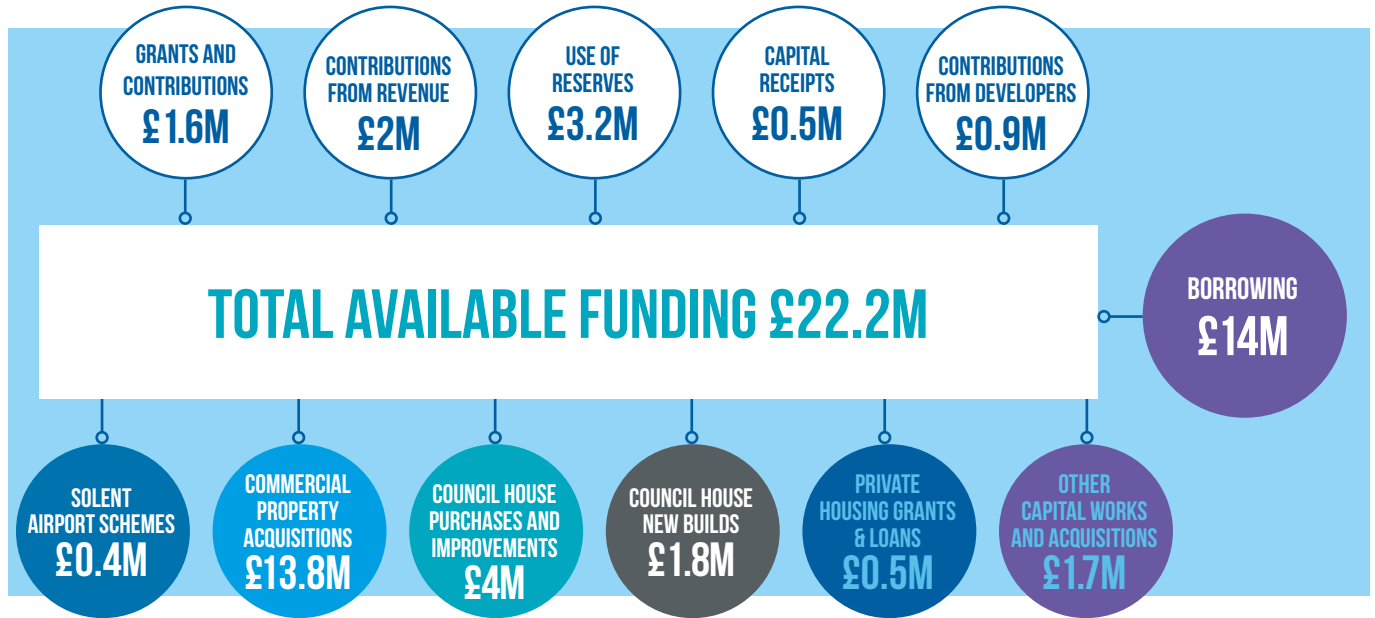 GRANTS AND
CONTRIBUTIONS
£1.6M
CONTRIBUTIONS
FROM REVENUE
£2M
USE OF
RESERVES
£3.2M
CAPITAL
RECEIPTS
£0.5M
CONTRIBUTIONS
FROM DEVELOPERS
£0.9M
TOTAL AVAILABLE FUNDING £22.2M
BORROWING
£14M
SOLENT
AIRPORT SCHEMES
£0.4M
COMMERCIAL
PROPERTY
ACQUISITIONS
£13.8M
COUNCIL HOUSE
PURCHASES AND
IMPROVEMENTS
£4M
COUNCIL HOUSE
NEW BUILDS
£1.8M
PRIVATE
HOUSING GRANTS
& LOANS
£0.5M
OTHER
CAPITAL WORKS
AND ACQUISITIONS
£1.7M